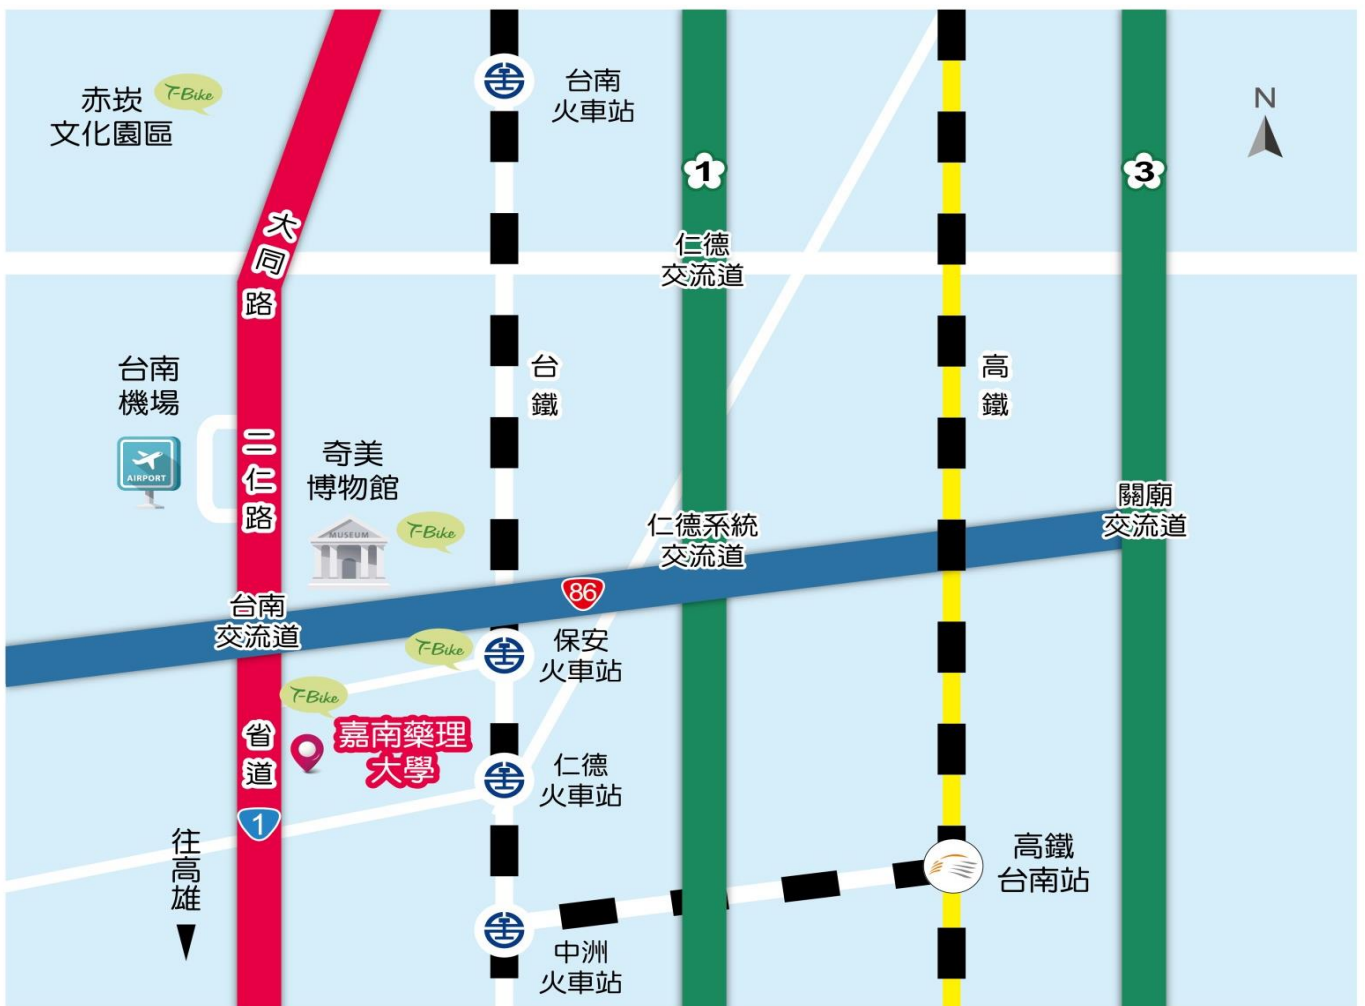 赤崁
文化園區
T-Bike
台南
火車站
N
1
3
大同路
仁德
交流道
台南
機場
AIRPORT
二仁路
奇美
博物館
MUSEUM
T-Bike
台鐵
高鐵
仁德系統
交流道
關廟
交流道
86
台南
交流道
T-Bike
保安
火車站
T-Bike
嘉南藥理
大學
省道
1
仁德
火車站
往高雄
高鐵
台南站
中洲
火車站